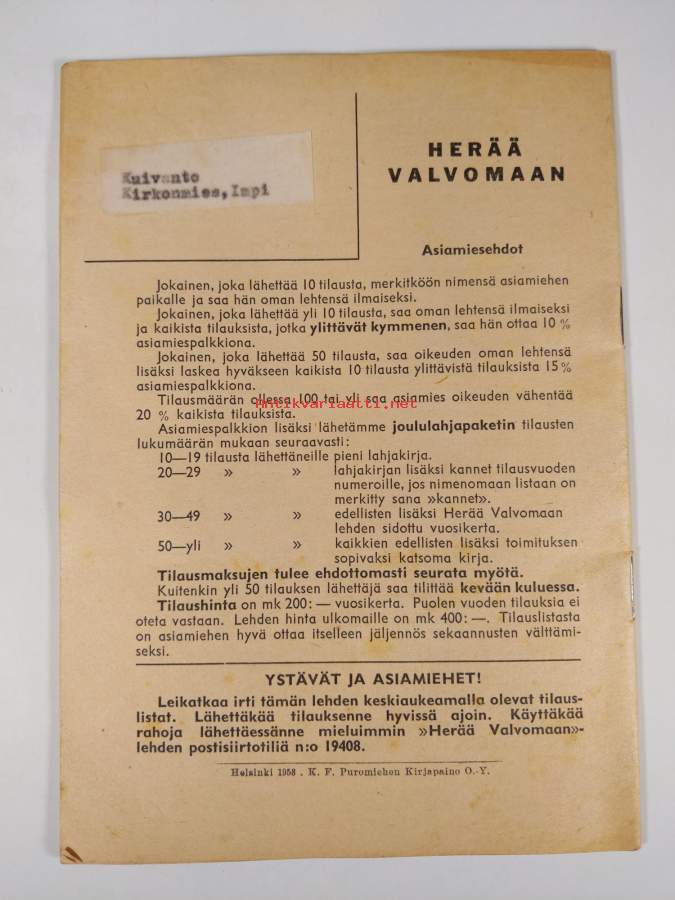 Kuivanto
Kirkonmies, Impi
HERÄÄ
VALVOMAAN
Asiamiesehdot
Jokainen, joka lähettää 10 tilausta, merkitköön nimensä asiamiehen
paikalle ja saa hän oman lehtensä ilmaiseksi.
Jokainen, joka lähettää yli 10 tilausta, saa oman lehtensä ilmaiseksi
ja kaikista tilauksista, jotka ylittävät kymmenen, saa hän ottaa 10 %
asiamiespalkkiona.
Jokainen, joka lähettää 50 tilausta, saa oikeuden oman lehtensä
lisäksi laskea hyväkseen kaikista 10 tilausta ylittävistä tilauksista 15 %
asiamiespalkkiona.
Tilausmäärän ollessa 100 tai yli saa asiamies oikeuden vähentää
Antikvariaatti.net
20 % kaikista tilauksista.
Asiamiespalkkion lisäksi lähetämme joululahjapaketin tilausten
lukumäärän mukaan seuraavasti:
10—19 tilausta lähettäneille pieni lahjakirja.
20—29 » » lahjakirjan lisäksi kannet tilausvuoden
numeroille, jos nimenomaan listaan on
merkitty sana »kannet».
30—49 » » edellisten lisäksi Herää Valvomaan
lehden sidottu vuosikerta.
50—yli » » kaikkien edellisten lisäksi toimituksen
sopivaksi katsoma kirja.
Tilausmaksujen tulee ehdottomasti seurata myötä.
Kuitenkin yli 50 tilauksen lähettäjä saa tilittää kevään kuluessa.
Tilaushinta on mk 200: — vuosikerta. Puolen vuoden tilauksia ei
oteta vastaan. Lehden hinta ulkomaille on mk 400: —. Tilauslistasta
on asiamiehen hyvä ottaa itselleen jäljennös sekaannusten välttämi-
seksi.
YSTÄVÄT JA ASIAMIEHET!
Leikatkaa irti tämän lehden keskiaukeamalla olevat tilaus-
listat. Lähettäkää tilauksenne hyvissä ajoin. Käyttäkää
rahoja lähettäessänne mieluimmin »Herää Valvomaan»-
lehden postisiirtotiliä n:o 19408.
Helsinki 1958 . K. F. Puromiehen Kirjapaino O.-Y.